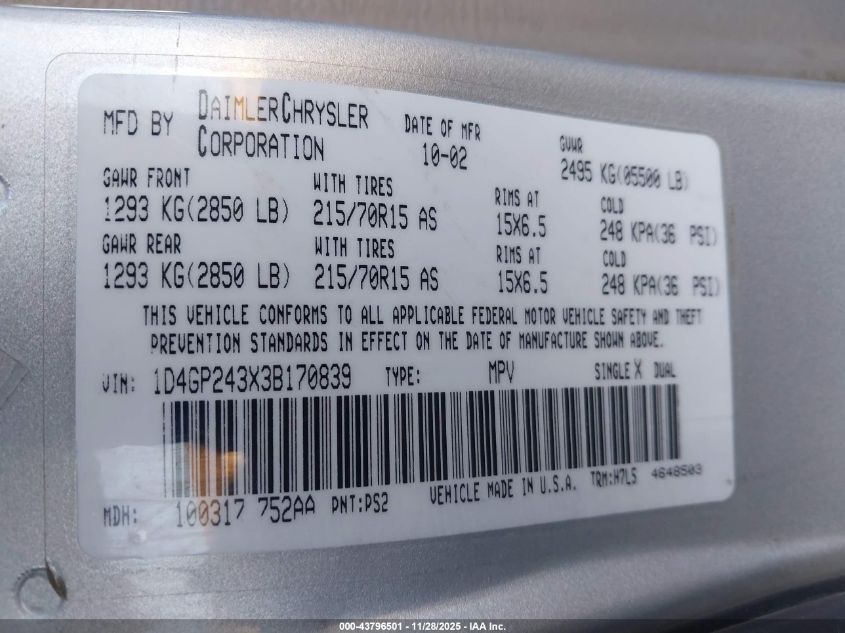 MFD BY DAIMLERCHRYSLER CORPORATION
DATE OF MFR 10-02
GVWR 2495 KG(05500 LB)
GAWR FRONT WITH TIRES RIMS AT COLD
1293 KG(2850 LB) 215/70R15 AS 15X6.5 248 KPA(36 PSI)
GAWR REAR WITH TIRES RIMS AT COLD
1293 KG(2850 LB) 215/70R15 AS 15X6.5 248 KPA(36 PSI)
THIS VEHICLE CONFORMS TO ALL APPLICABLE FEDERAL MOTOR VEHICLE SAFETY AND THEFT
PREVENTION STANDARDS IN EFFECT ON THE DATE OF MANUFACTURE SHOWN ABOVE.
VIN: 1D4GP243X3B170839 TYPE: MPV SINGLE X DUAL
MDH: 100317 752AA PNT:PS2 VEHICLE MADE IN U.S.A. TRM:H7L5 4648503
000-43796501 - 11/28/2025 - IAA Inc.